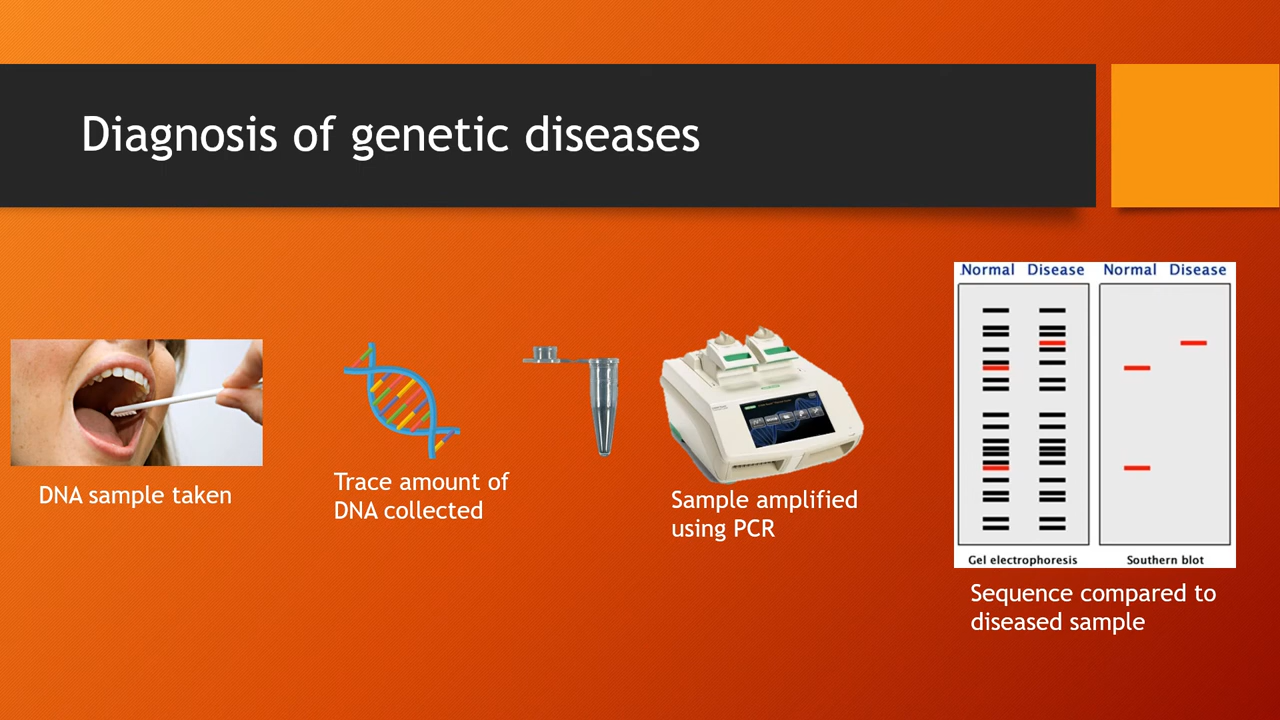 Diagnosis of genetic diseases
DNA sample taken
Trace amount of
DNA collected
Sample amplified
using PCR
Normal Disease Normal Disease
Gel electrophoresis Southern blot
Sequence compared to
diseased sample